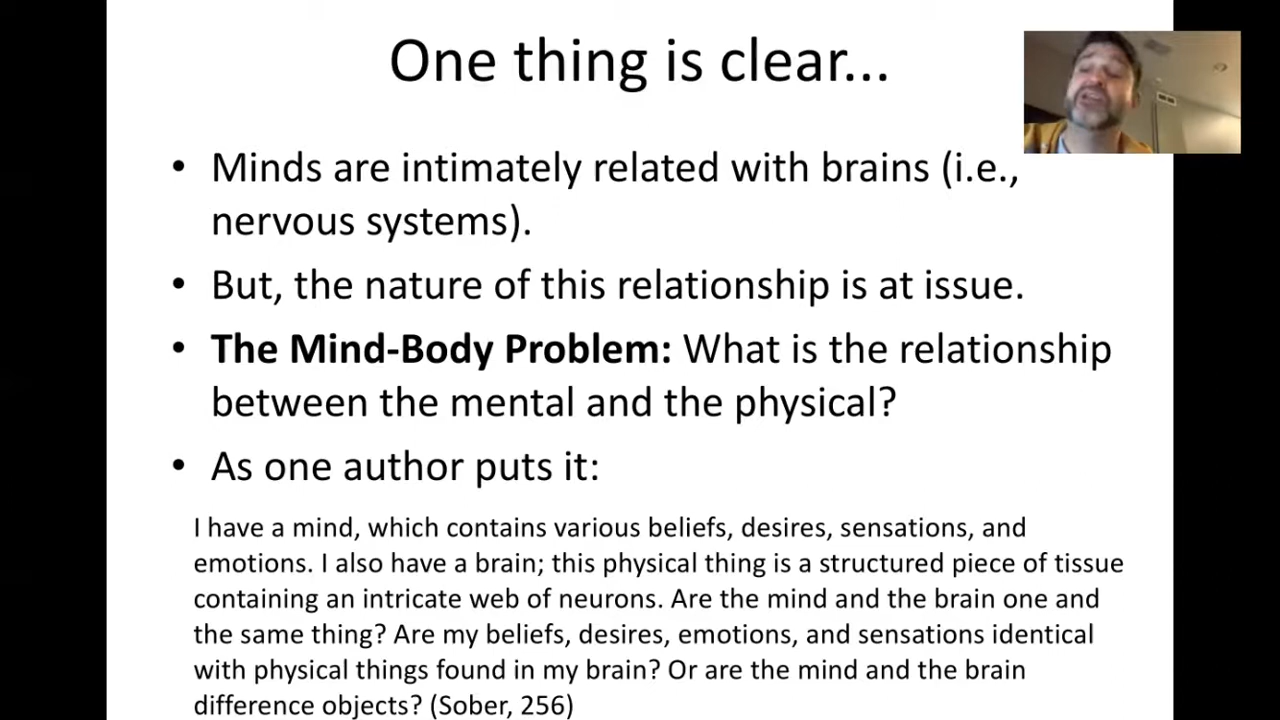 One thing is clear...
• Minds are intimately related with brains (i.e.,
nervous systems).
• But, the nature of this relationship is at issue.
• The Mind-Body Problem: What is the relationship
between the mental and the physical?
• As one author puts it:
I have a mind, which contains various beliefs, desires, sensations, and
emotions. I also have a brain; this physical thing is a structured piece of tissue
containing an intricate web of neurons. Are the mind and the brain one and
the same thing? Are my beliefs, desires, emotions, and sensations identical
with physical things found in my brain? Or are the mind and the brain
difference objects? (Sober, 256)